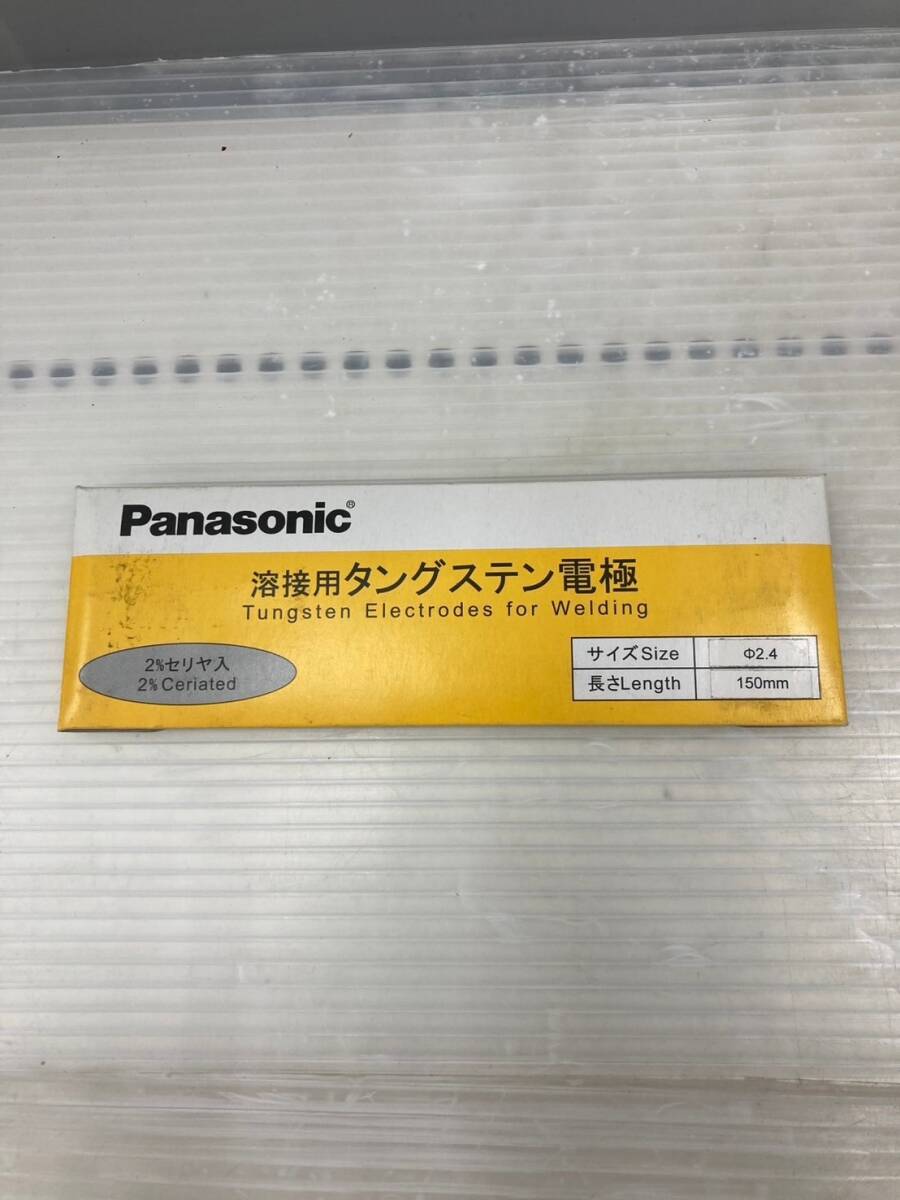 Panasonic®
溶接用タングステン電極
Tungsten Electrodes for Welding
2%セリヤ入
2% Ceriated
サイズSize Φ2.4
長さLength 150mm